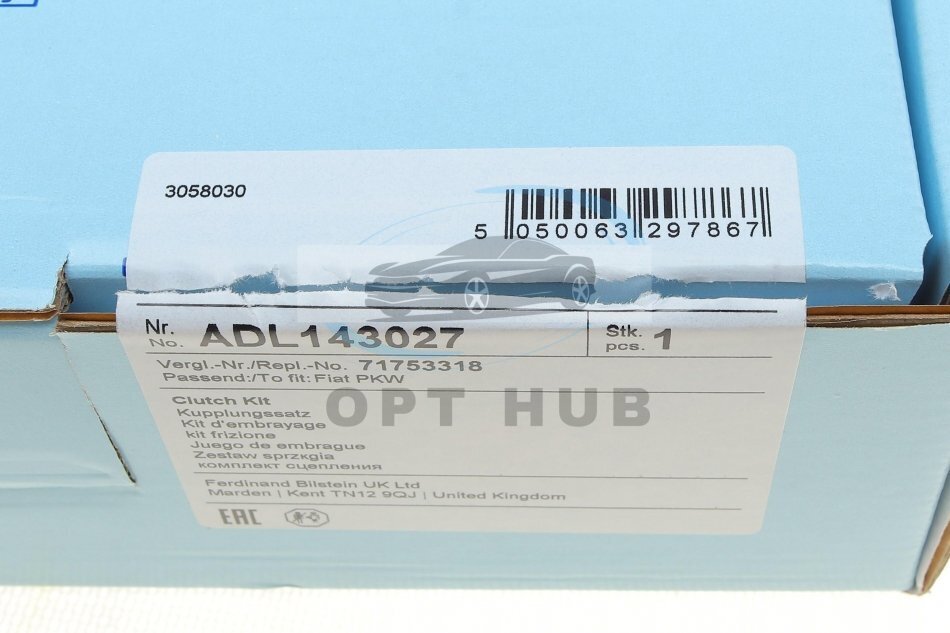 3058030
5 050063 297867
Nr.
No. ADL143027
Stk.
pcs. 1
Vergl.-Nr./Repl.-No. 71753318
Passend:/To fit: Fiat PKW
OPT HUB
Clutch Kit
Kupplungssatz
Kit d'embrayage
kit frizione
Juego de embrague
Zestaw sprzкgіa
комплект сцепления
Ferdinand Bilstein UK Ltd
Marden | Kent TN12 9QJ | United Kingdom
EAC